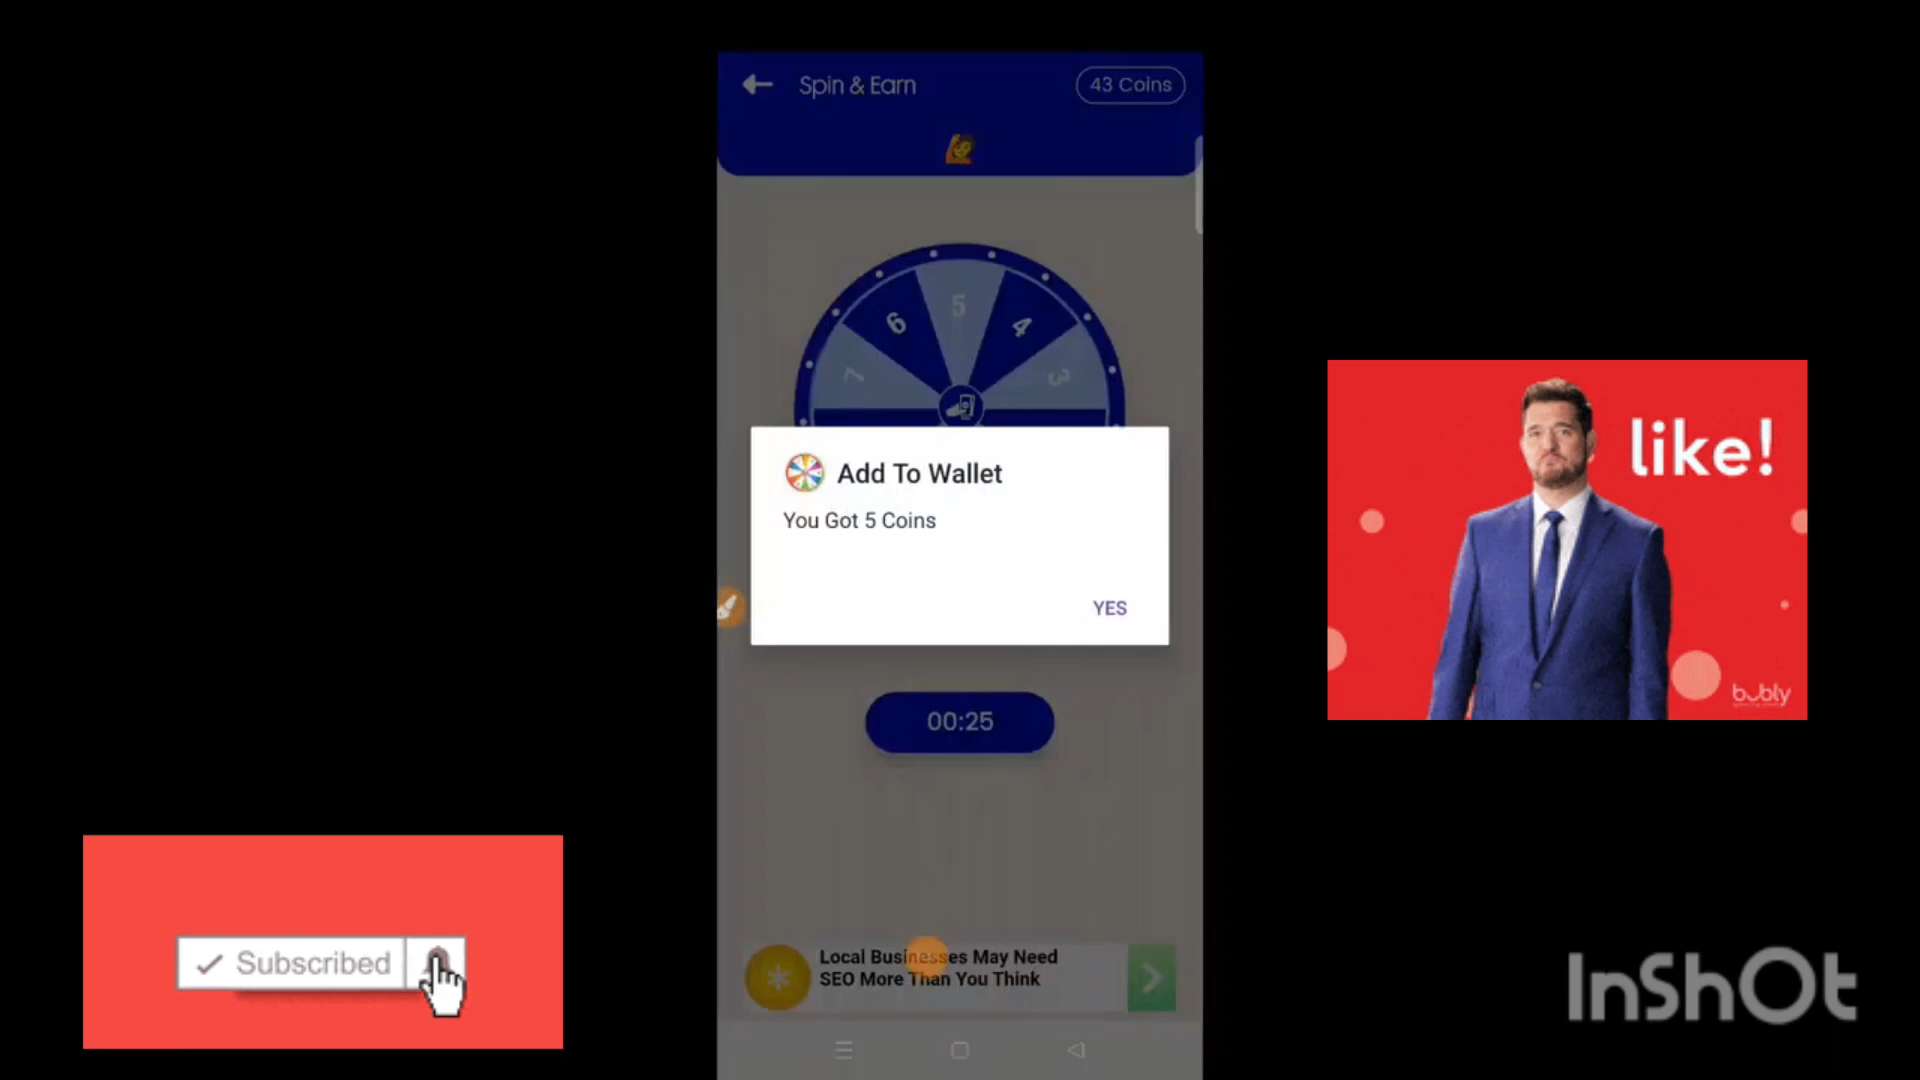 Spin & Earn
43 Coins
6
5
4
7
3
Add To Wallet
You Got 5 Coins
YES
like!
bubly
00:25
Subscribed
Local Businesses May Need
SEO More Than You Think
InShOt